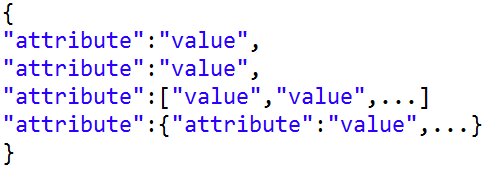 {
"attribute":"value",
"attribute":"value",
"attribute":["value","value",...]
"attribute":{"attribute":"value",...}
}